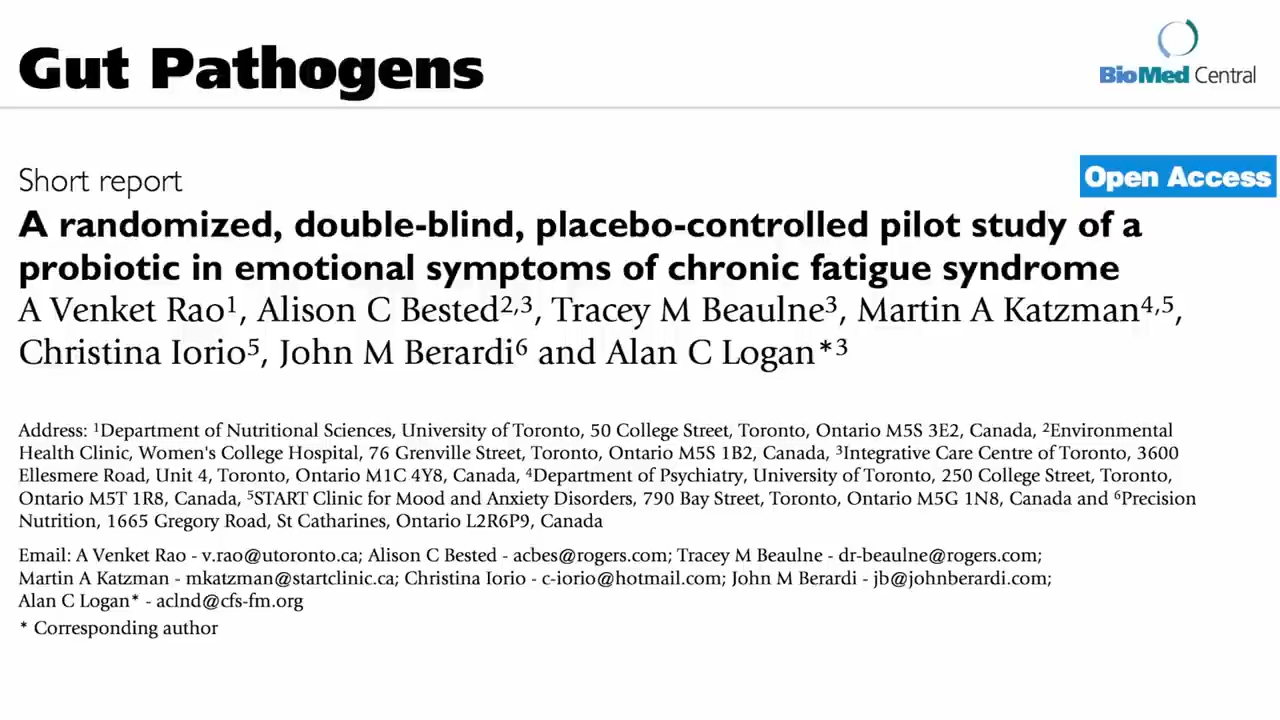 Gut Pathogens
BioMed Central
Short report
Open Access
A randomized, double-blind, placebo-controlled pilot study of a
probiotic in emotional symptoms of chronic fatigue syndrome
A Venket Rao1, Alison C Bested2,3, Tracey M Beaulne3, Martin A Katzman4,5,
Christina Iorio5, John M Berardi6 and Alan C Logan*3
Address: 1Department of Nutritional Sciences, University of Toronto, 50 College Street, Toronto, Ontario M5S 3E2, Canada, 2Environmental
Health Clinic, Women's College Hospital, 76 Grenville Street, Toronto, Ontario M5S 1B2, Canada, 3Integrative Care Centre of Toronto, 3600
Ellesmere Road, Unit 4, Toronto, Ontario M1C 4Y8, Canada, 4Department of Psychiatry, University of Toronto, 250 College Street, Toronto,
Ontario M5T 1R8, Canada, 5START Clinic for Mood and Anxiety Disorders, 790 Bay Street, Toronto, Ontario M5G 1N8, Canada and 6Precision
Nutrition, 1665 Gregory Road, St Catharines, Ontario L2R6P9, Canada
Email: A Venket Rao - v.rao@utoronto.ca; Alison C Bested - acbes@rogers.com; Tracey M Beaulne - dr-beaulne@rogers.com;
Martin A Katzman - mkatzman@startclinic.ca; Christina Iorio - c-iorio@hotmail.com; John M Berardi - jb@johnberardi.com;
Alan C Logan* - aclnd@cfs-fm.org
* Corresponding author